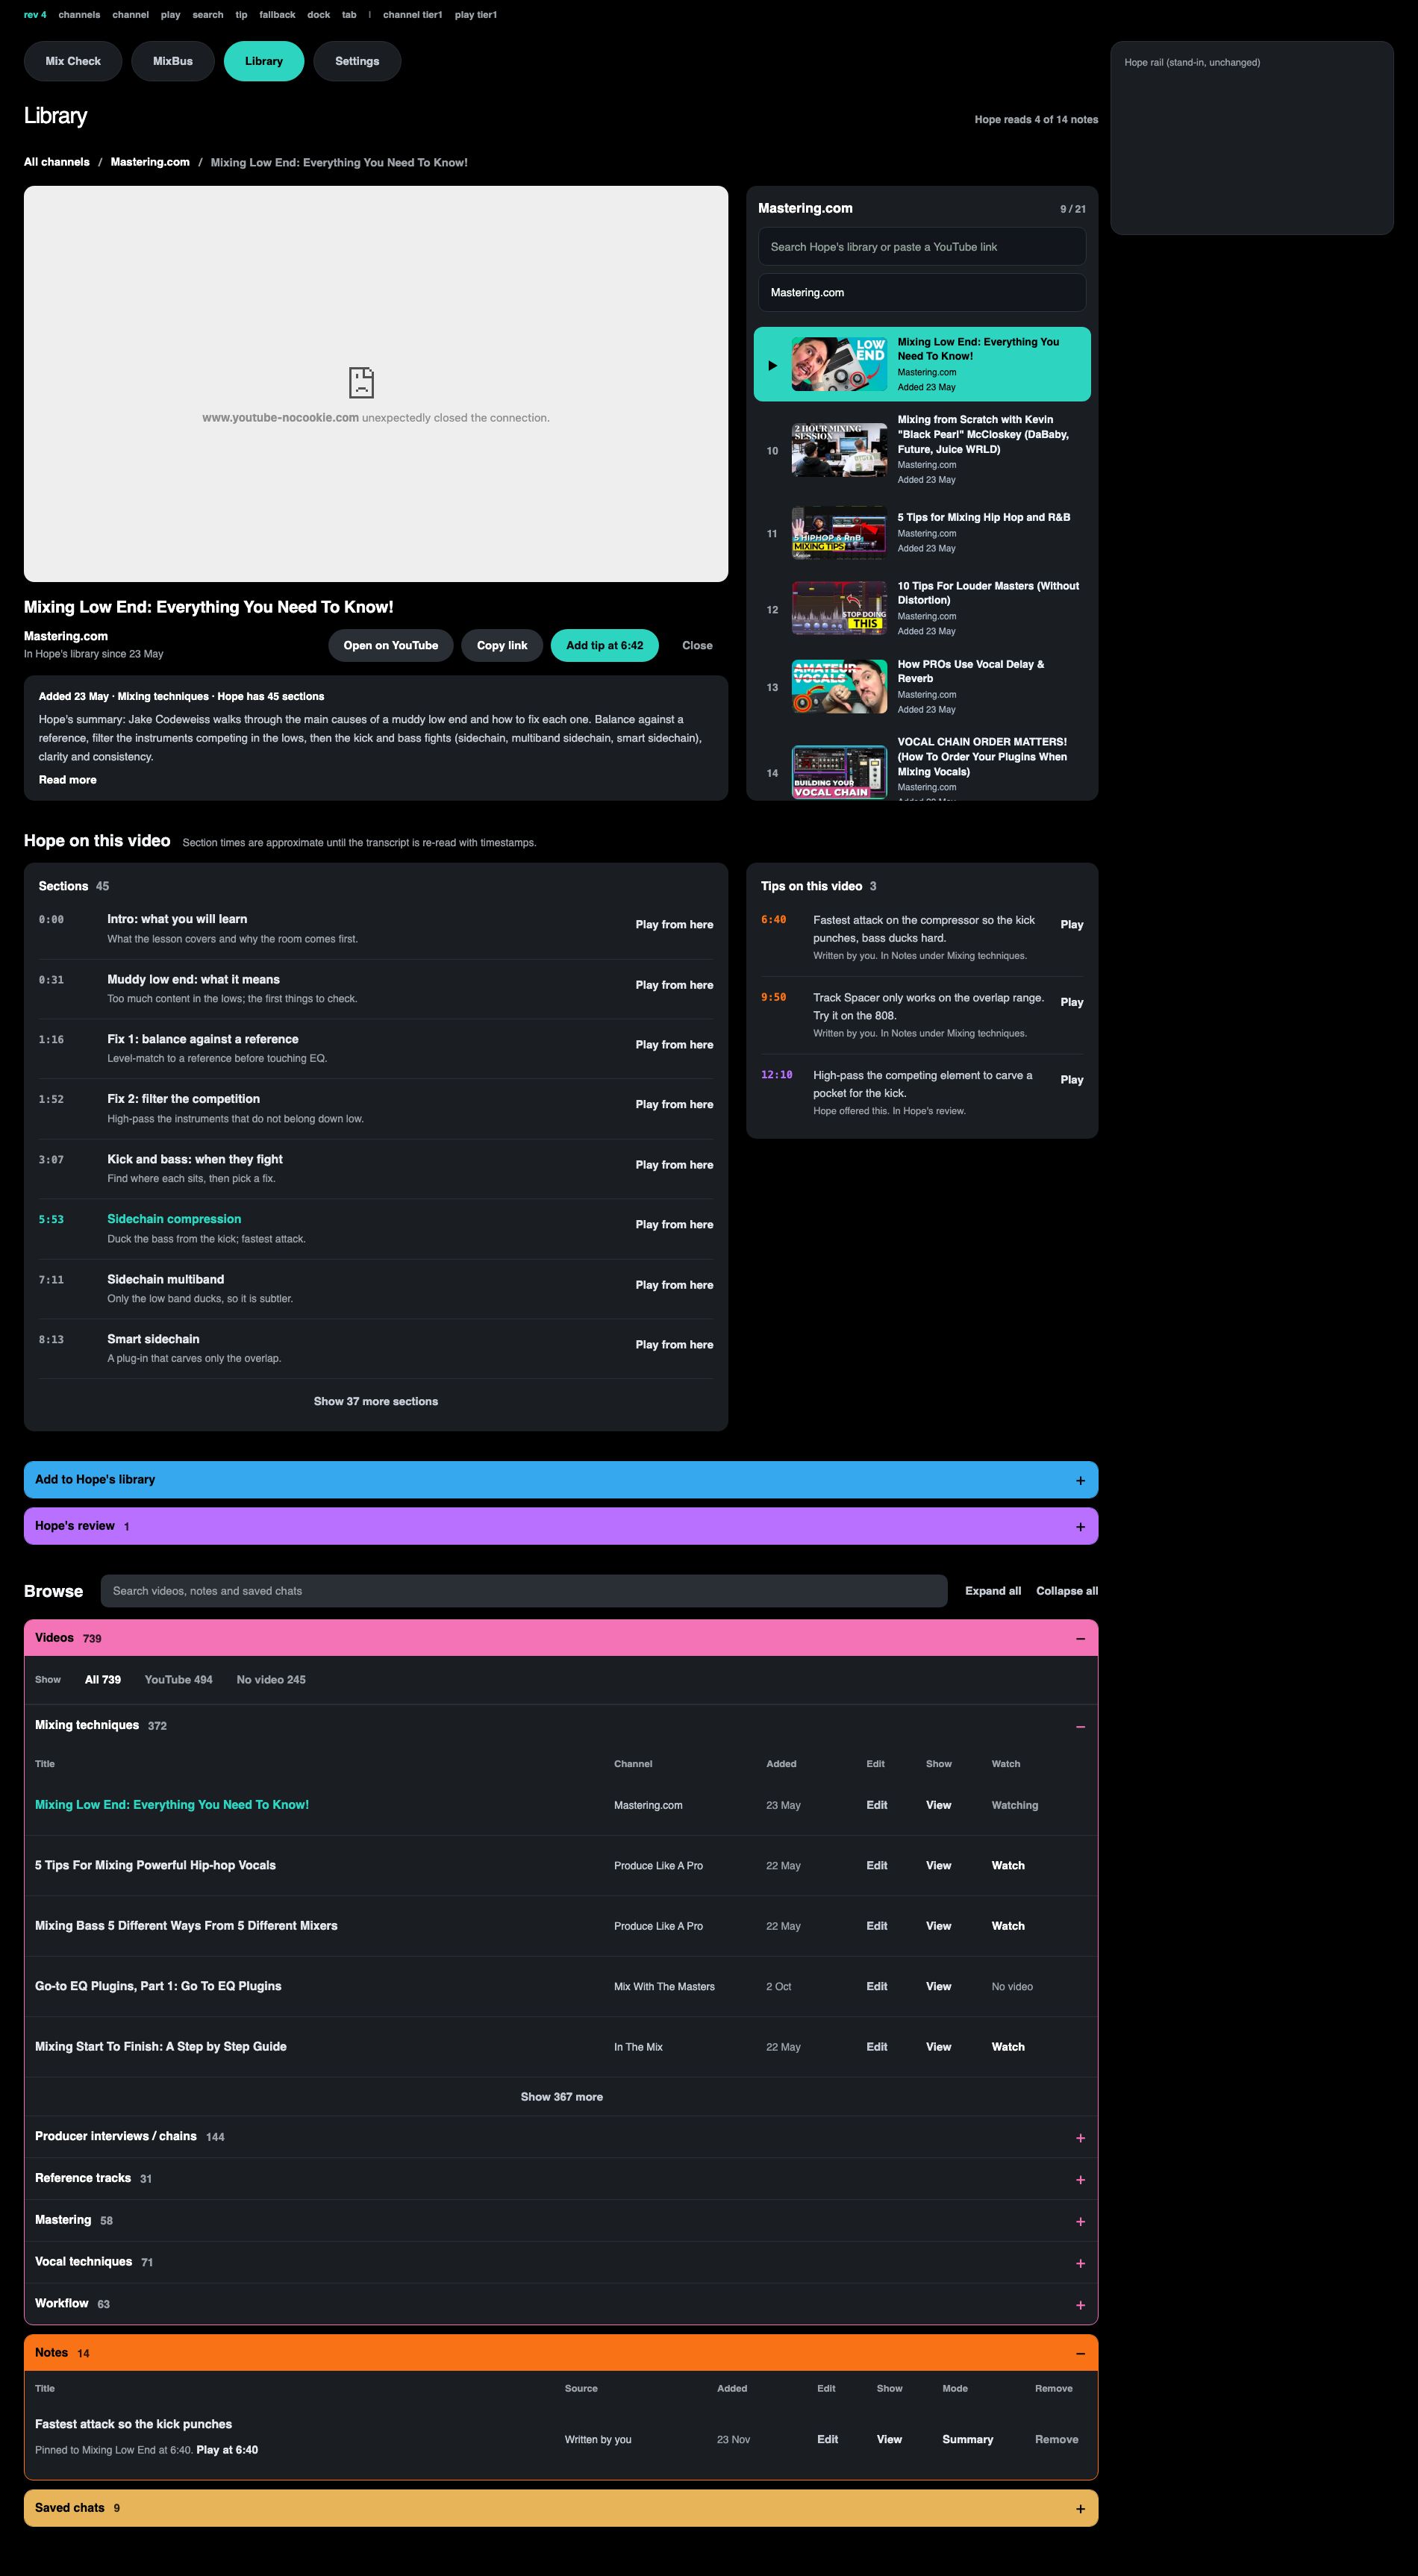 rev 4 channels channel play search tip fallback dock tab | channel tier1 play tier1
Mix Check MixBus Library Settings
Hope rail (stand-in, unchanged)
Library
Hope reads 4 of 14 notes
All channels / Mastering.com / Mixing Low End: Everything You Need To Know!
www.youtube-nocookie.com unexpectedly closed the connection.
Mixing Low End: Everything You Need To Know!
Mastering.com
In Hope's library since 23 May
Open on YouTube Copy link Add tip at 6:42 Close
Added 23 May · Mixing techniques · Hope has 45 sections
Hope's summary: Jake Codeweiss walks through the main causes of a muddy low end and how to fix each one. Balance against a
reference, filter the instruments competing in the lows, then the kick and bass fights (sidechain, multiband sidechain, smart sidechain),
clarity and consistency.
Read more
Mastering.com 9 / 21
Search Hope's library or paste a YouTube link
Mastering.com
LOW
END
Mixing Low End: Everything You
Need To Know!
Mastering.com
Added 23 May
10
2 HOUR MIXING
SESSION
Mixing from Scratch with Kevin
"Black Pearl" McCloskey (DaBaby,
Future, Juice WRLD)
Mastering.com
Added 23 May
11
5 HIPHOP & RnB
MIXING TIPS
5 Tips for Mixing Hip Hop and R&B
Mastering.com
Added 23 May
12
STOP DOING
THIS
10 Tips For Louder Masters (Without
Distortion)
Mastering.com
Added 23 May
13
AMATEUR
VOCALS
How PROs Use Vocal Delay &
Reverb
Mastering.com
Added 23 May
14
BUILDING YOUR
VOCAL CHAIN
VOCAL CHAIN ORDER MATTERS!
(How To Order Your Plugins When
Mixing Vocals)
Mastering.com
Hope on this video Section times are approximate until the transcript is re-read with timestamps.
Sections 45
0:00 Intro: what you will learn Play from here
What the lesson covers and why the room comes first.
0:31 Muddy low end: what it means Play from here
Too much content in the lows; the first things to check.
1:16 Fix 1: balance against a reference Play from here
Level-match to a reference before touching EQ.
1:52 Fix 2: filter the competition Play from here
High-pass the instruments that do not belong down low.
3:07 Kick and bass: when they fight Play from here
Find where each sits, then pick a fix.
5:53 Sidechain compression Play from here
Duck the bass from the kick; fastest attack.
7:11 Sidechain multiband Play from here
Only the low band ducks, so it is subtler.
8:13 Smart sidechain Play from here
A plug-in that carves only the overlap.
Show 37 more sections
Tips on this video 3
6:40 Fastest attack on the compressor so the kick Play
punches, bass ducks hard.
Written by you. In Notes under Mixing techniques.
9:50 Track Spacer only works on the overlap range. Play
Try it on the 808.
Written by you. In Notes under Mixing techniques.
12:10 High-pass the competing element to carve a Play
pocket for the kick.
Hope offered this. In Hope's review.
Add to Hope's library +
Hope's review 1 +
Browse Search videos, notes and saved chats Expand all Collapse all
Videos 739 –
Show All 739 YouTube 494 No video 245
Mixing techniques 372 –
Title Channel Added Edit Show Watch
Mixing Low End: Everything You Need To Know! Mastering.com 23 May Edit View Watching
5 Tips For Mixing Powerful Hip-hop Vocals Produce Like A Pro 22 May Edit View Watch
Mixing Bass 5 Different Ways From 5 Different Mixers Produce Like A Pro 22 May Edit View Watch
Go-to EQ Plugins, Part 1: Go To EQ Plugins Mix With The Masters 2 Oct Edit View No video
Mixing Start To Finish: A Step by Step Guide In The Mix 22 May Edit View Watch
Show 367 more
Producer interviews / chains 144 +
Reference tracks 31 +
Mastering 58 +
Vocal techniques 71 +
Workflow 63 +
Notes 14 –
Title Source Added Edit Show Mode Remove
Fastest attack so the kick punches Written by you 23 Nov Edit View Summary Remove
Pinned to Mixing Low End at 6:40. Play at 6:40
Saved chats 9 +